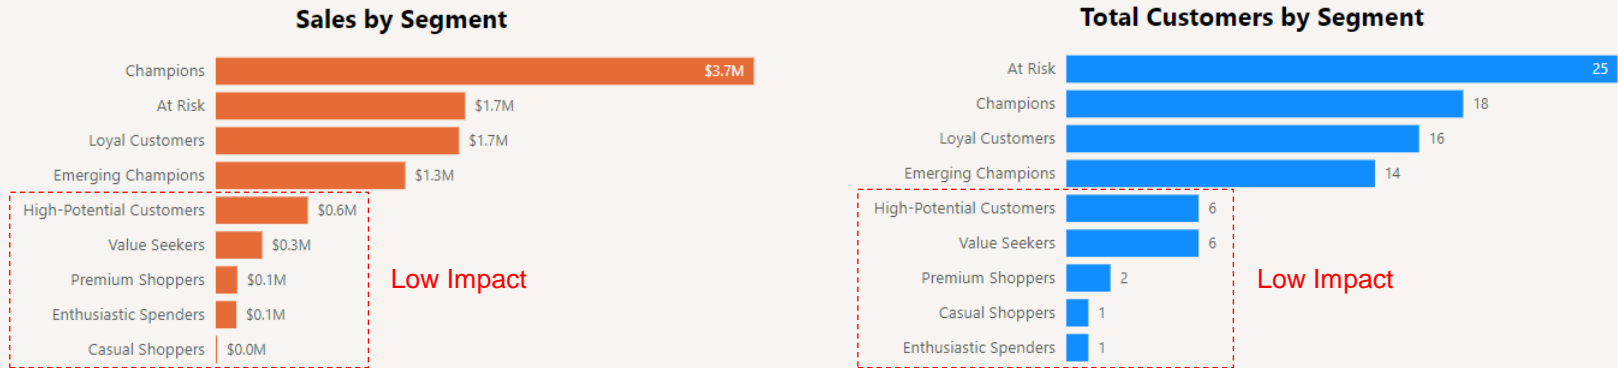 Sales by Segment
Champions $3.7M
At Risk $1.7M
Loyal Customers $1.7M
Emerging Champions $1.3M
High-Potential Customers $0.6M
Value Seekers $0.3M
Premium Shoppers $0.1M
Enthusiastic Spenders $0.1M
Casual Shoppers $0.0M
Low Impact
Total Customers by Segment
At Risk 25
Champions 18
Loyal Customers 16
Emerging Champions 14
High-Potential Customers 6
Value Seekers 6
Premium Shoppers 2
Casual Shoppers 1
Enthusiastic Spenders 1
Low Impact